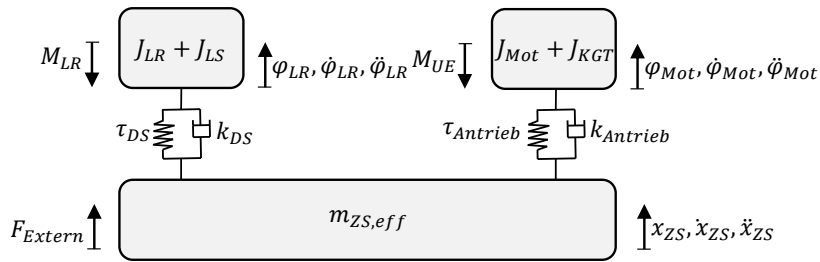 M_LR
J_LR + J_LS
φ_LR, φ̇_LR, φ̈_LR
M_UE
J_Mot + J_KGT
φ_Mot, φ̇_Mot, φ̈_Mot
τ_DS
k_DS
τ_Antrieb
k_Antrieb
F_Extern
m_ZS,eff
x_ZS, ẋ_ZS, ẍ_ZS